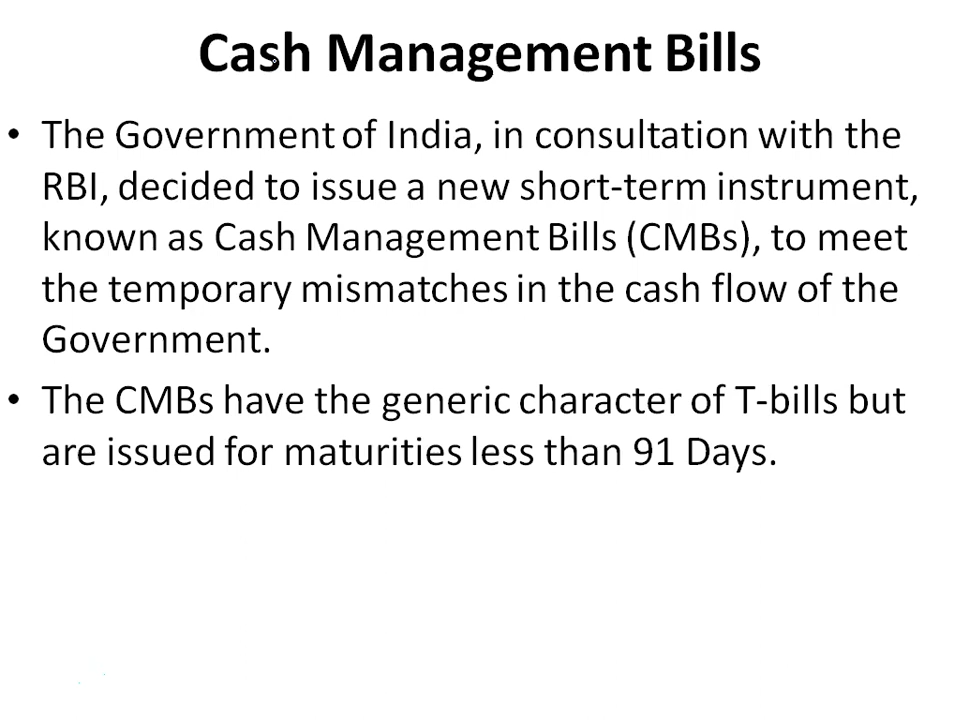 Cash Management Bills
• The Government of India, in consultation with the
RBI, decided to issue a new short-term instrument,
known as Cash Management Bills (CMBs), to meet
the temporary mismatches in the cash flow of the
Government.
• The CMBs have the generic character of T-bills but
are issued for maturities less than 91 Days.